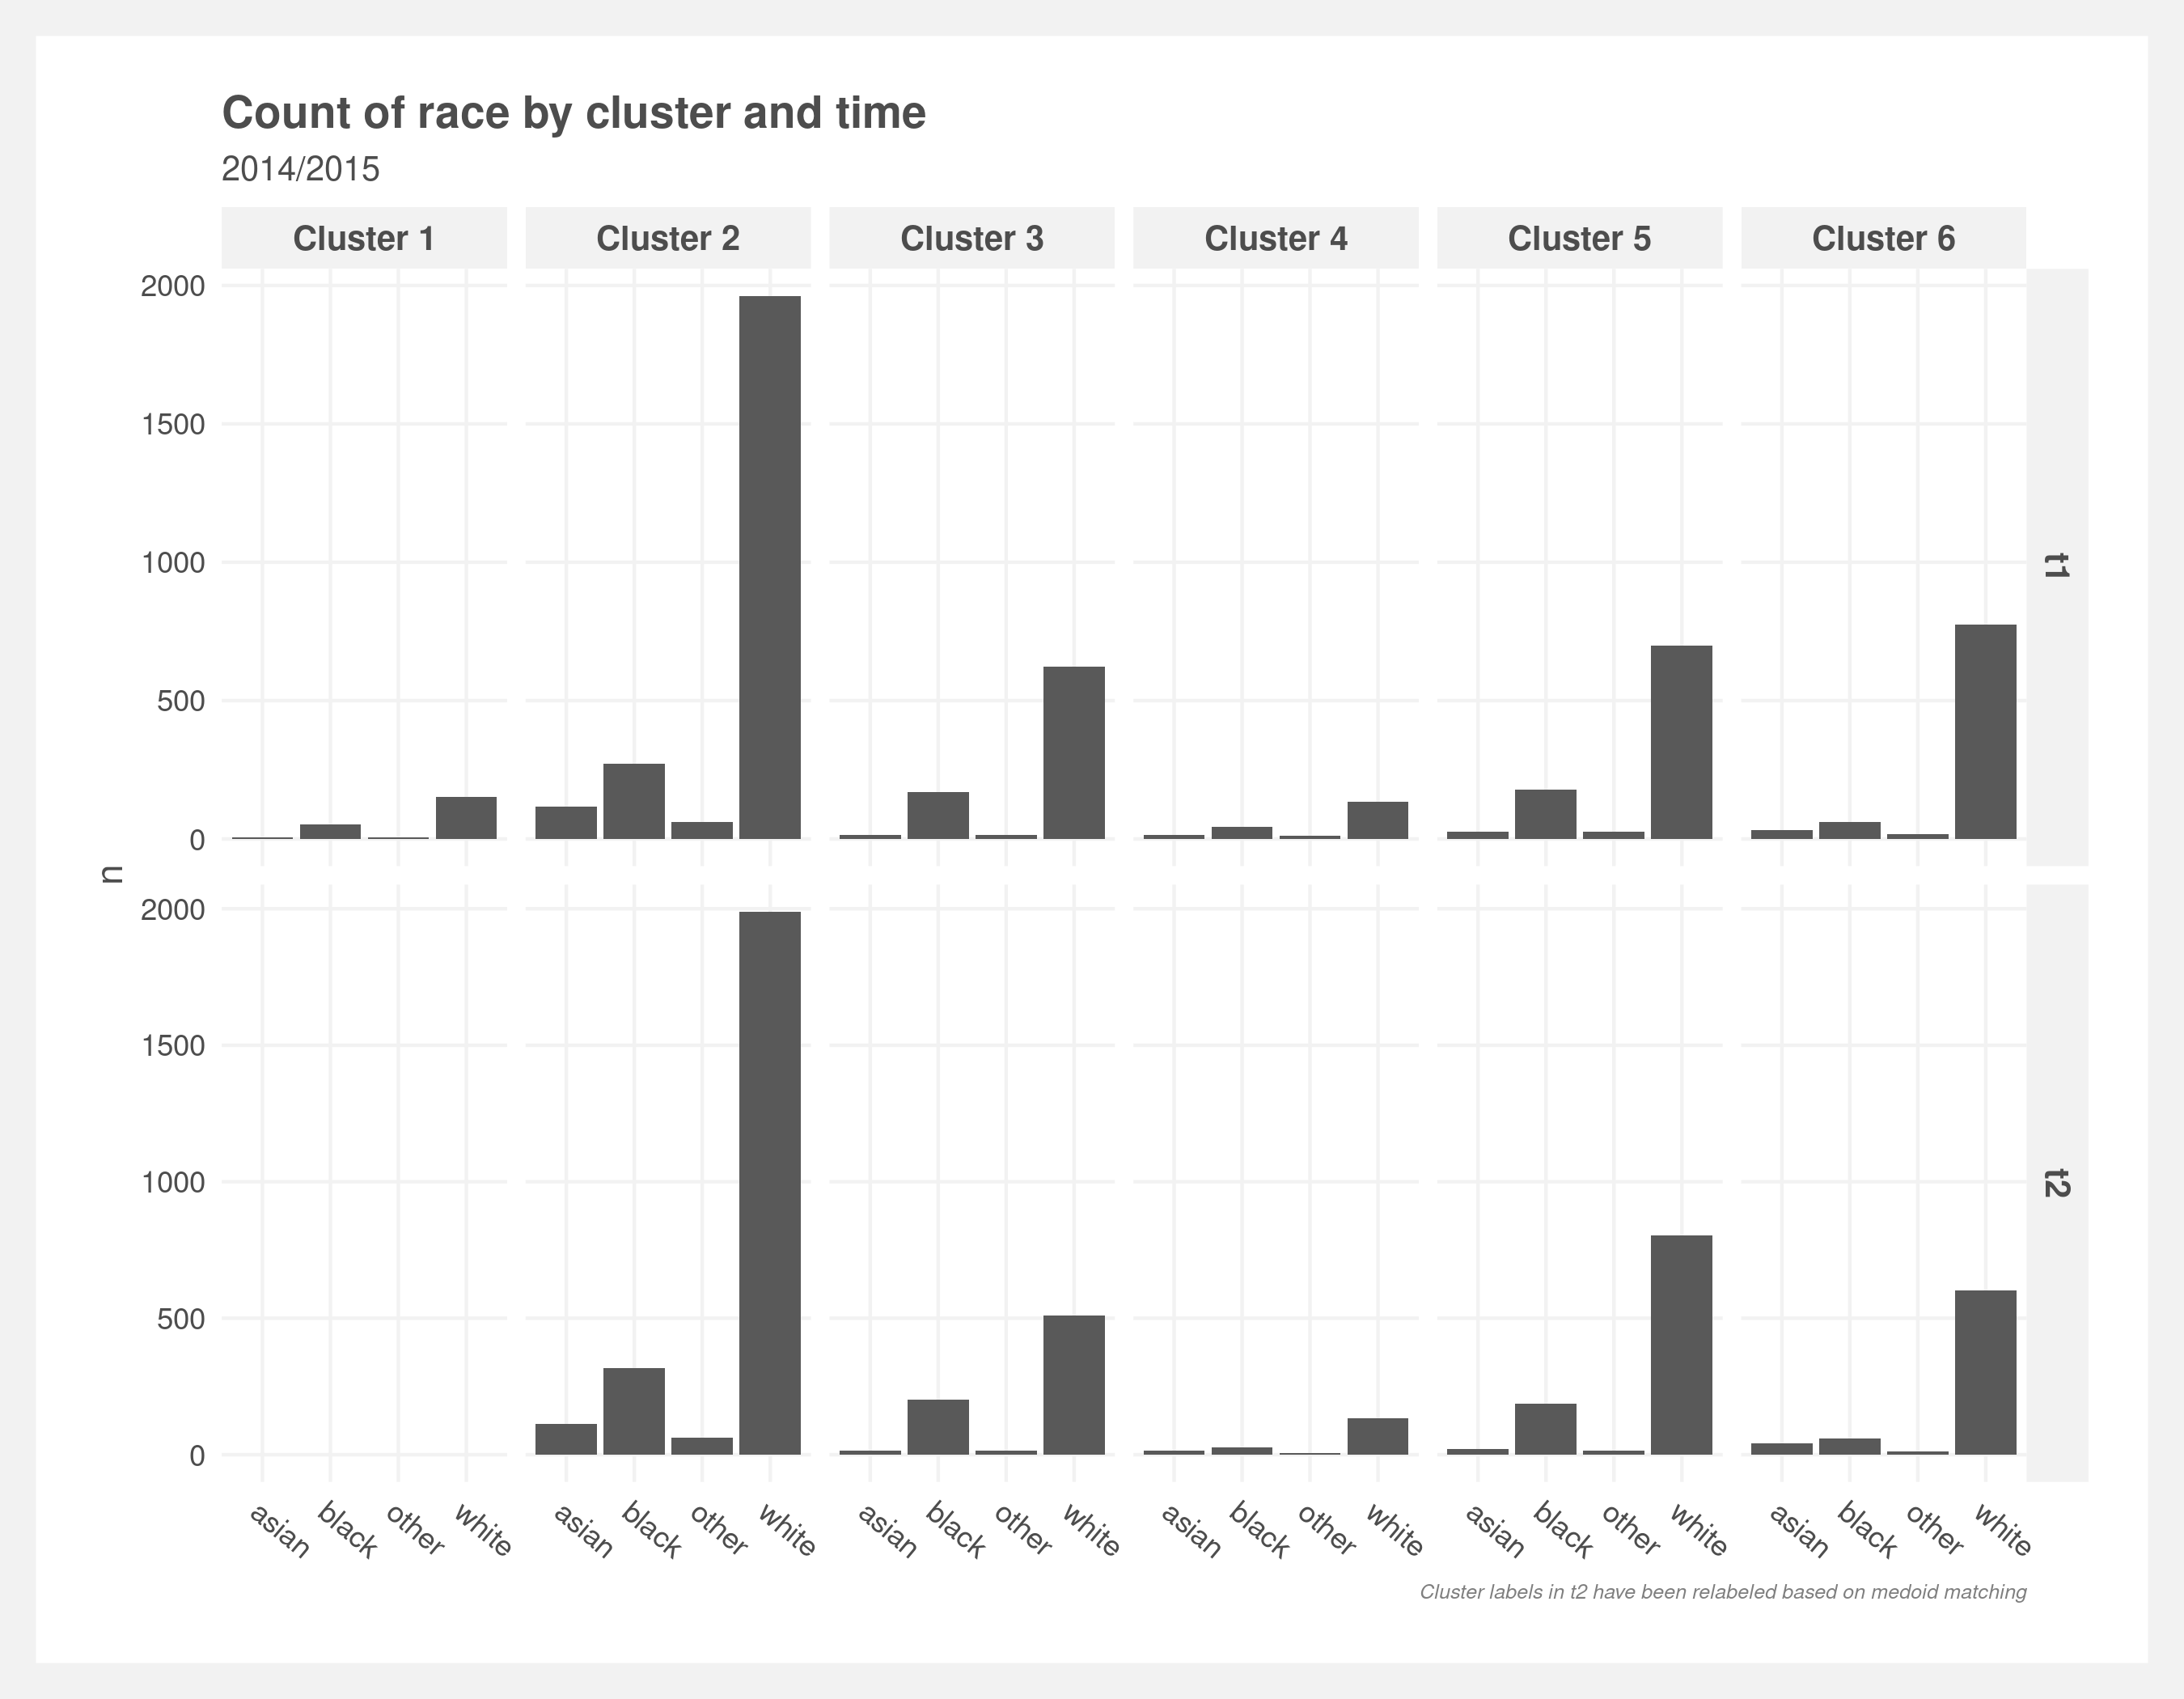 Count of race by cluster and time
2014/2015
Cluster 1 Cluster 2 Cluster 3 Cluster 4 Cluster 5 Cluster 6
2000
1500
1000
500
0
t1
n
2000
1500
1000
500
0
t2
asian black other white asian black other white asian black other white asian black other white asian black other white asian black other white
Cluster labels in t2 have been relabeled based on medoid matching